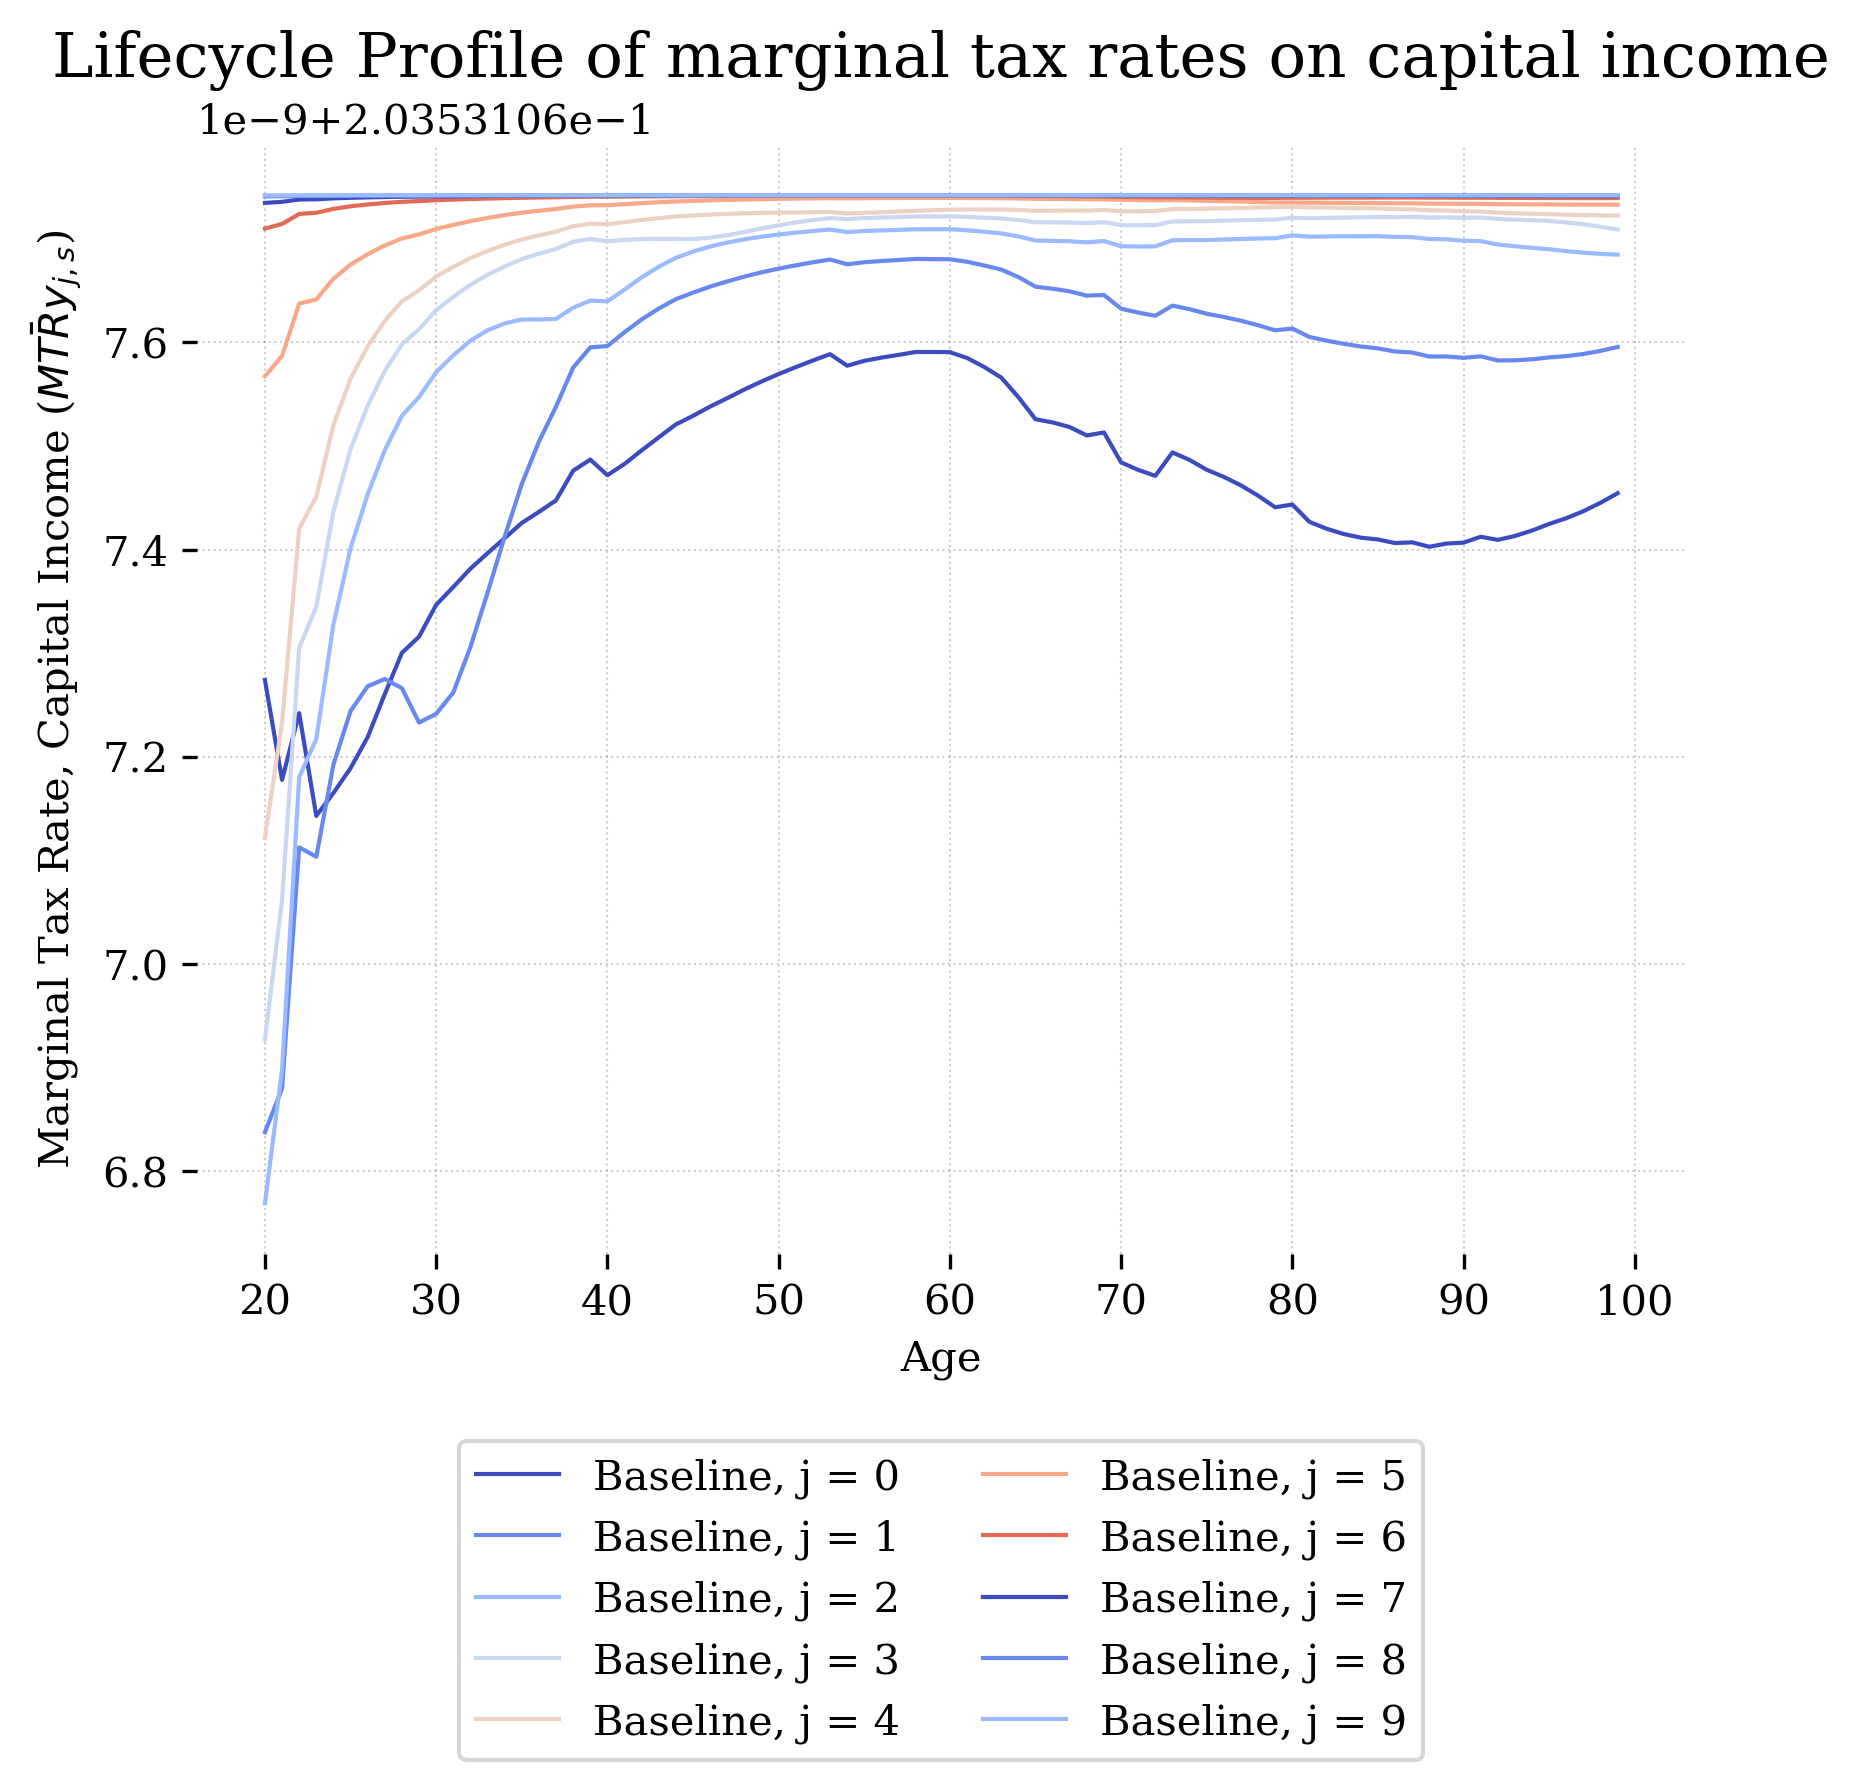 Lifecycle Profile of marginal tax rates on capital income
1e−9+2.0353106e−1
Marginal Tax Rate, Capital Income ($\bar{MTR}y_{j,s}$)
7.6
7.4
7.2
7.0
6.8
20 30 40 50 60 70 80 90 100
Age
Baseline, j = 0
Baseline, j = 1
Baseline, j = 2
Baseline, j = 3
Baseline, j = 4
Baseline, j = 5
Baseline, j = 6
Baseline, j = 7
Baseline, j = 8
Baseline, j = 9